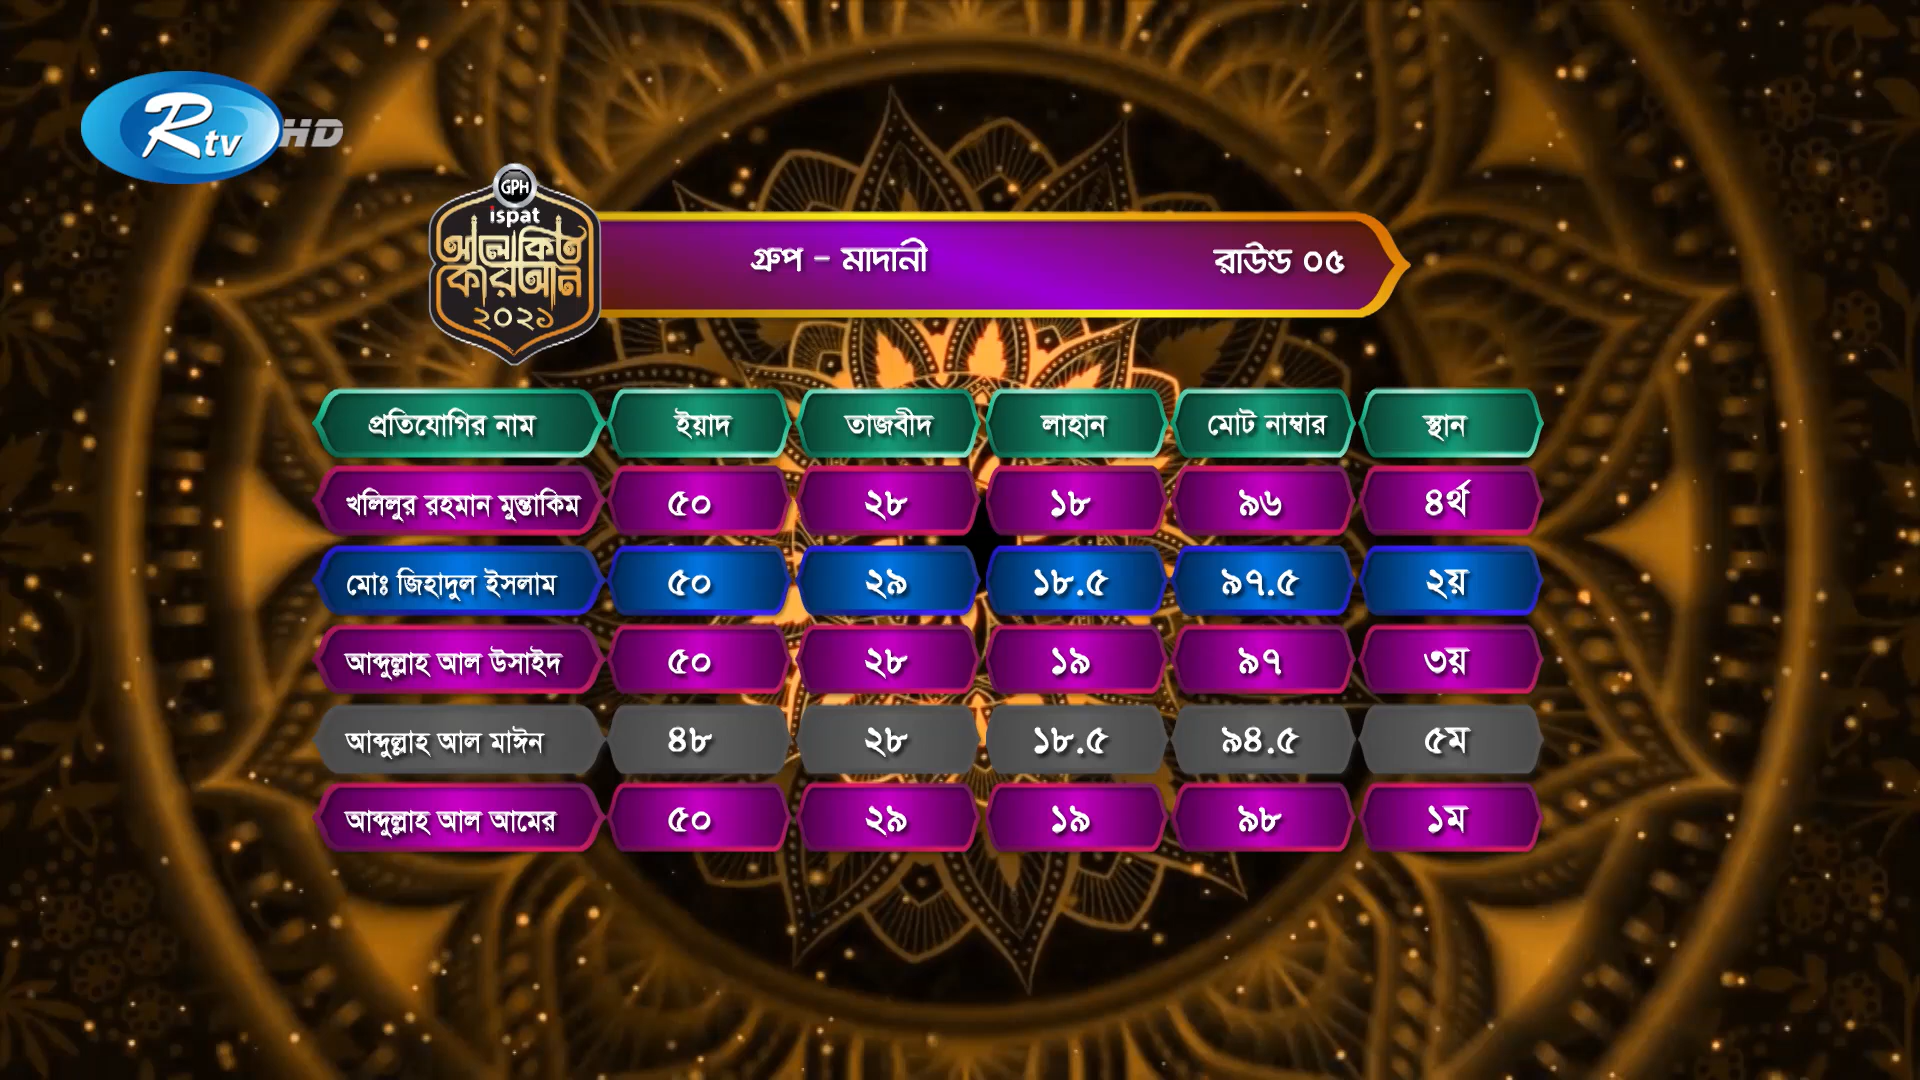 Rtv HD
GPH
ispat
আলোকিত
কোরআন
২০২১
গ্রুপ - মাদানী রাউন্ড ০৫
প্রতিযোগির নাম ইয়াদ তাজবীদ লাহান মোট নাম্বার স্থান
খলিলুর রহমান মুন্তাকিম ৫০ ২৮ ১৮ ৯৬ ৪র্থ
মোঃ জিহাদুল ইসলাম ৫০ ২৯ ১৮.৫ ৯৭.৫ ২য়
আব্দুল্লাহ আল উসাইদ ৫০ ২৮ ১৯ ৯৭ ৩য়
আব্দুল্লাহ আল মাঈন ৪৮ ২৮ ১৮.৫ ৯৪.৫ ৫ম
আব্দুল্লাহ আল আমের ৫০ ২৯ ১৯ ৯৮ ১ম